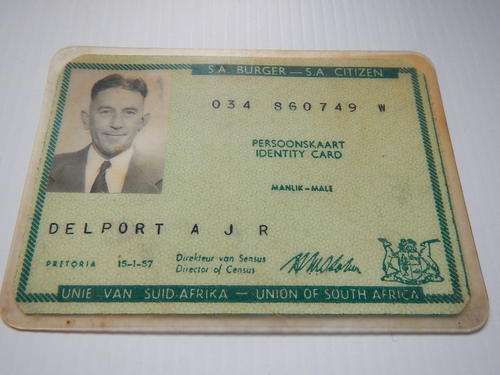 S.A. BURGER — S.A. CITIZEN
034 860749 W
PERSOONSKAART
IDENTITY CARD
MANLIK-MALE
DELPORT A J R
PRETORIA 15-1-57 Direkteur van Sensus
Director of Census
UNIE VAN SUID-AFRIKA — UNION OF SOUTH AFRICA